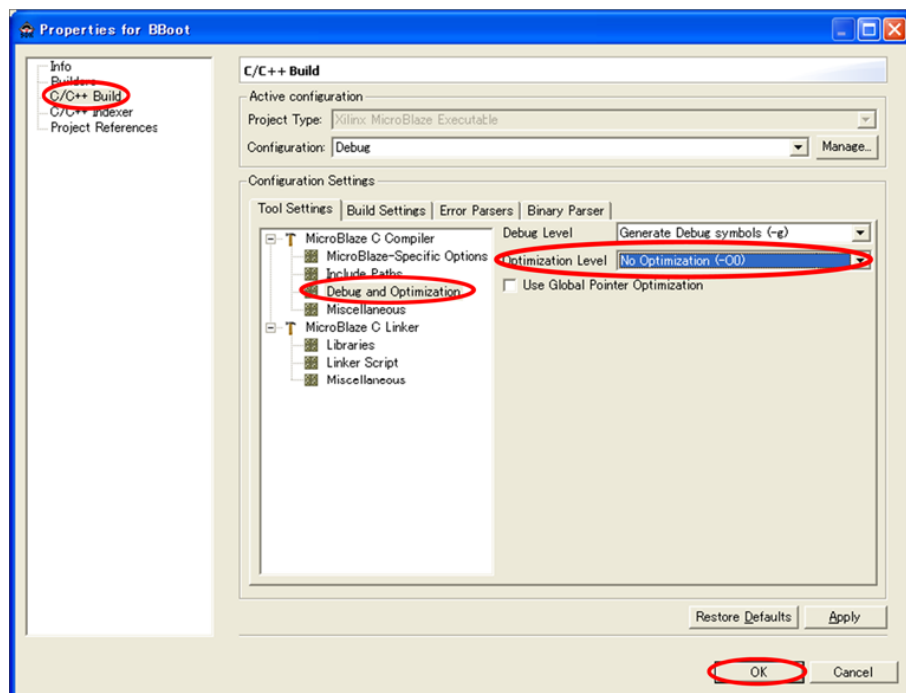 Properties for BBoot
Info
Builders
C/C++ Build
C/C++ Indexer
Project References
C/C++ Build
Active configuration
Project Type: Xilinx MicroBlaze Executable
Configuration: Debug Manage...
Configuration Settings
Tool Settings Build Settings Error Parsers Binary Parser
MicroBlaze C Compiler
MicroBlaze-Specific Options
Include Paths
Debug and Optimization
Miscellaneous
MicroBlaze C Linker
Libraries
Linker Script
Miscellaneous
Debug Level Generate Debug symbols (-g)
Optimization Level No Optimization (-O0)
Use Global Pointer Optimization
Restore Defaults Apply
OK Cancel